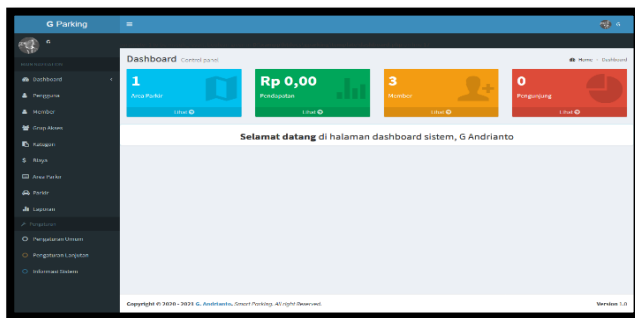 G Parking
G
G
Dashboard Control panel
Home > Dashboard
1
Area Parkir
Lihat
Rp 0,00
Pendapatan
Lihat
3
Member
Lihat
0
Pengunjung
Lihat
Selamat datang di halaman dashboard sistem, G Andrianto
Dashboard
Pengguna
Member
Grup Akses
Kategori
Biaya
Area Parkir
Parkir
Laporan
Pengaturan
Pengaturan Umum
Pengaturan Lanjutan
Informasi Sistem
Copyright © 2020 - 2021 G. Andrianto, Smart Parking. All right Reserved.
Version 1.0